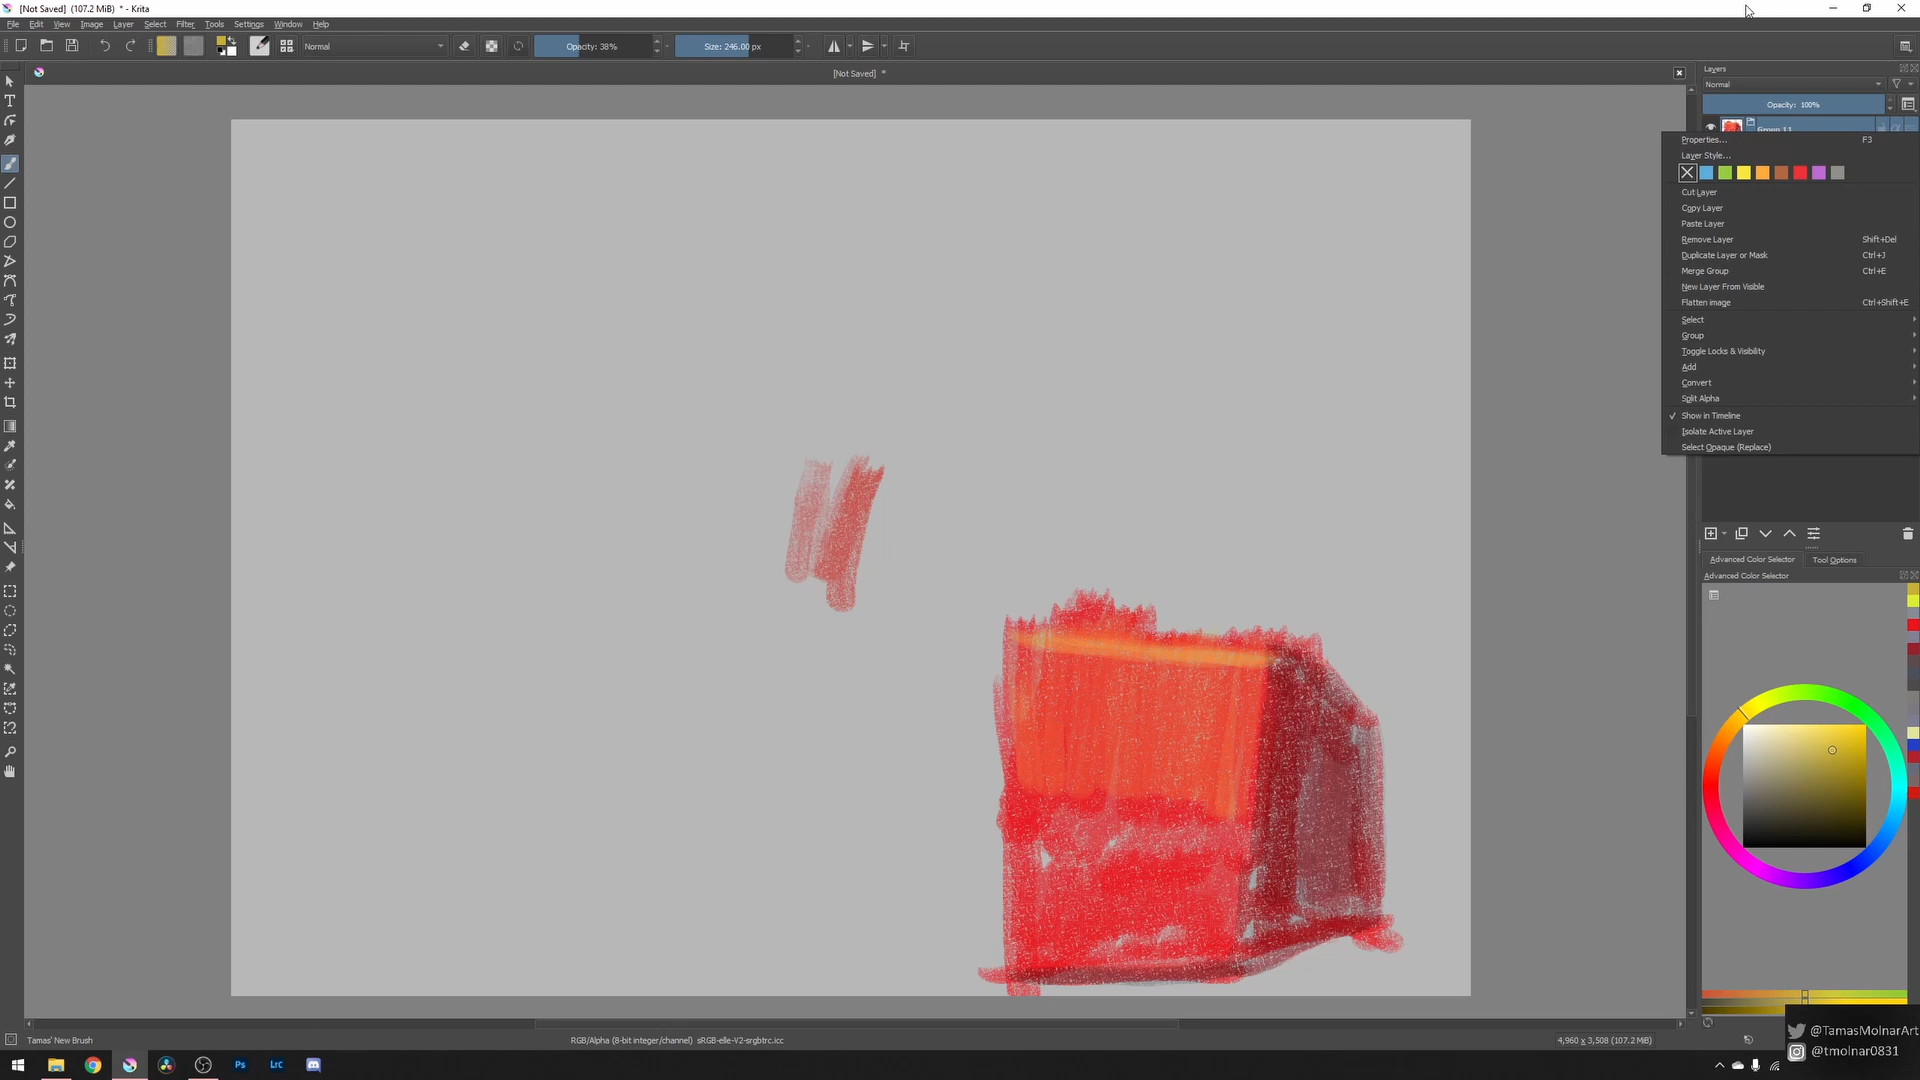 [Not Saved] (107.2 MiB) * - Krita
File Edit View Image Layer Select Filter Tools Settings Window Help
Normal
Opacity: 38%
Size: 246.00 px
[Not Saved] *
Layers
Normal
Opacity: 100%
Group 11
Properties... F3
Layer Style...
Cut Layer
Copy Layer
Paste Layer
Remove Layer Shift+Del
Duplicate Layer or Mask Ctrl+J
Merge Group Ctrl+E
New Layer From Visible
Flatten image Ctrl+Shift+E
Select
Group
Toggle Locks & Visibility
Add
Convert
Split Alpha
Show in Timeline
Isolate Active Layer
Select Opaque (Replace)
Advanced Color Selector Tool Options
Advanced Color Selector
Tamas' New Brush
RGB/Alpha (8-bit integer/channel) sRGB-elle-V2-srgbtrc.icc
4,960 x 3,508 (107.2 MiB)
@TamasMolnarArt
@tmolnar0831
Ps
LrC